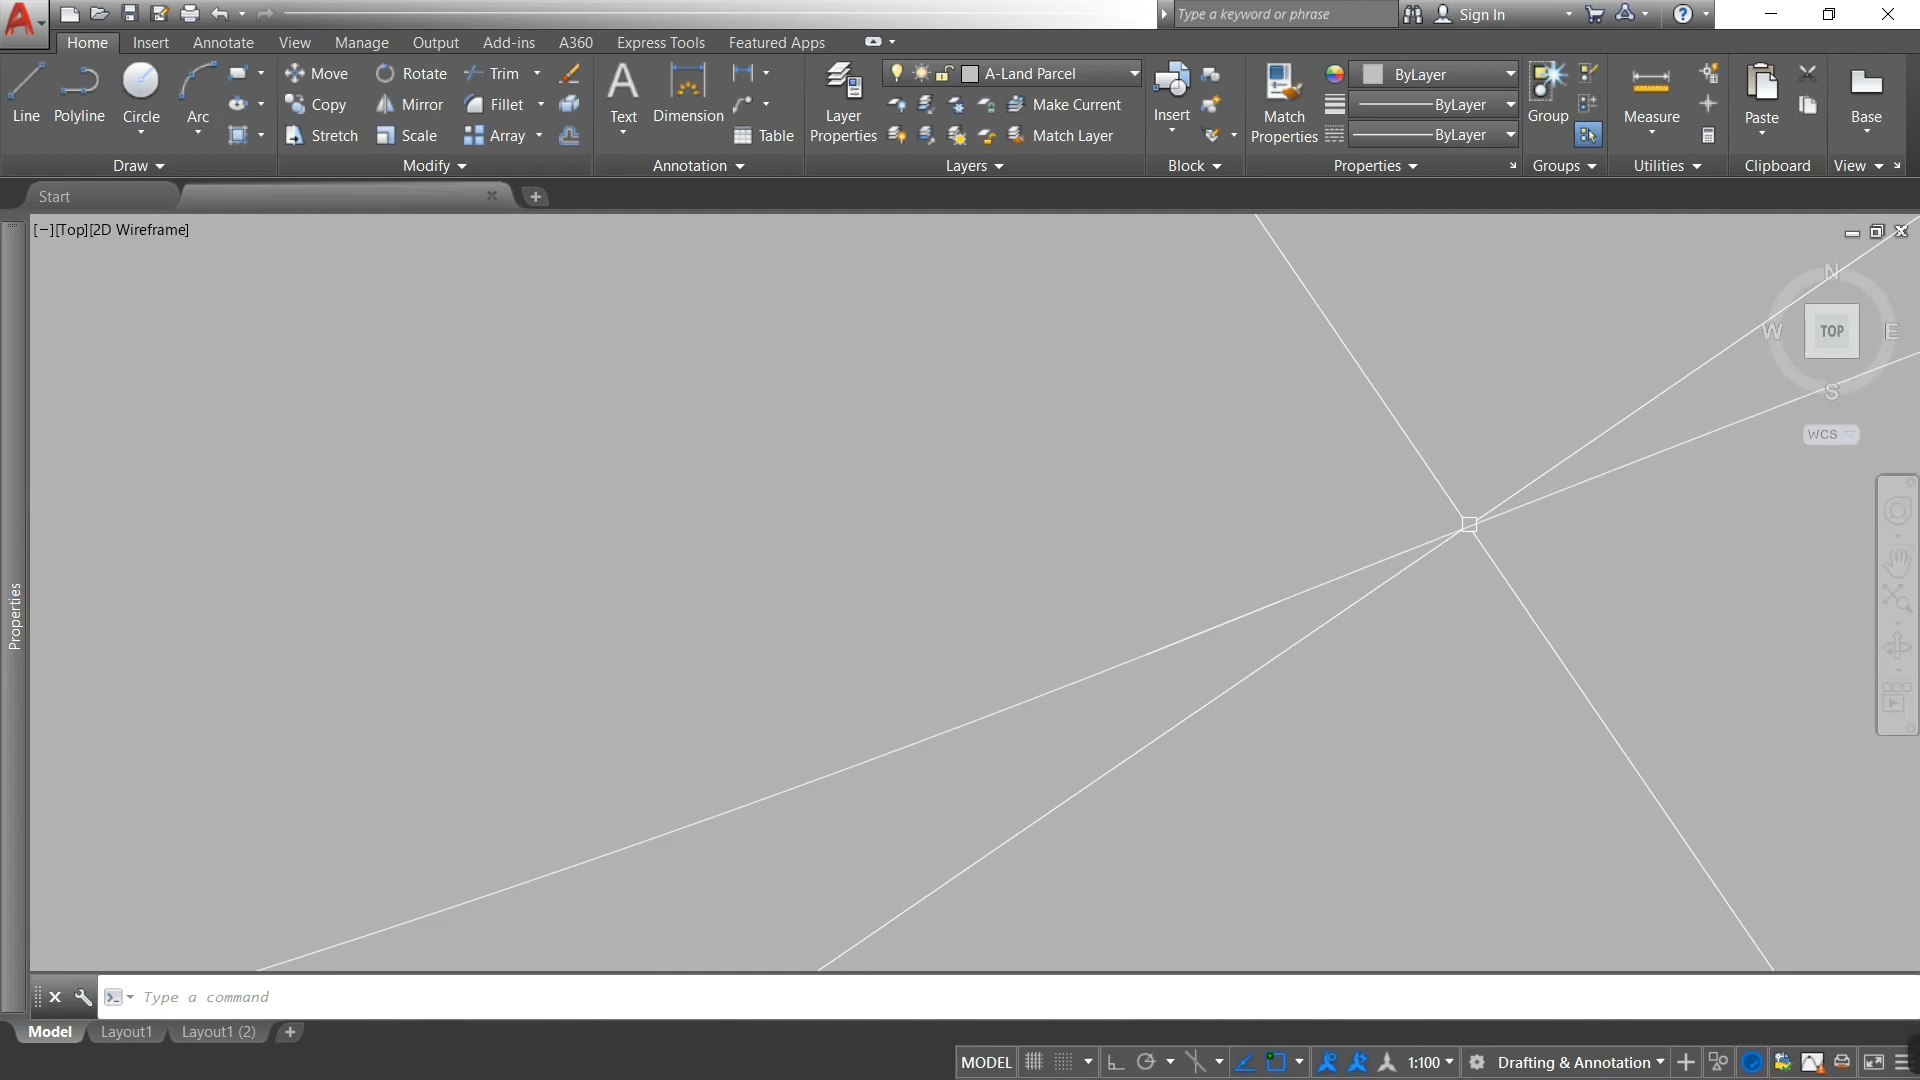 Type a keyword or phrase
Sign In
Home Insert Annotate View Manage Output Add-ins A360 Express Tools Featured Apps
Line Polyline Circle Arc
Move Rotate Trim
Copy Mirror Fillet
Stretch Scale Array
Text Dimension Table
Layer Properties
A-Land Parcel
Make Current
Match Layer
Insert
Match Properties
ByLayer
ByLayer
ByLayer
Group
Measure
Paste
Base
Draw Modify Annotation Layers Block Properties Groups Utilities Clipboard View
Start
[−][Top][2D Wireframe]
N
W TOP E
S
WCS
Properties
Type a command
Model Layout1 Layout1 (2)
MODEL 1:100 Drafting & Annotation